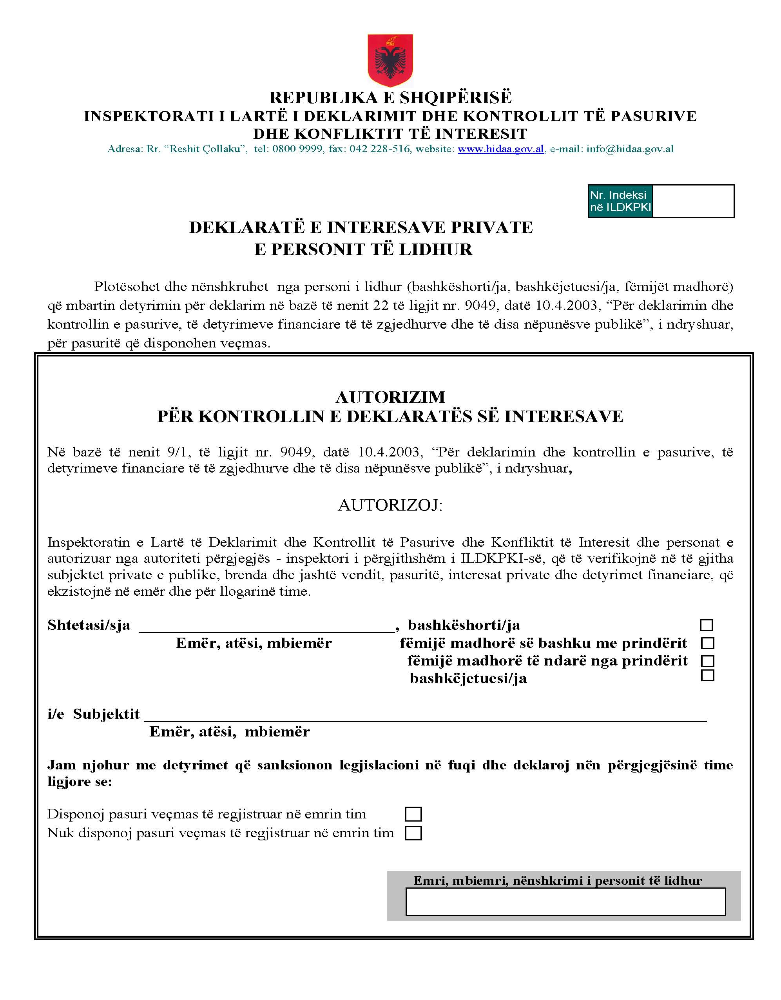 REPUBLIKA E SHQIPËRISË
INSPEKTORATI I LARTË I DEKLARIMIT DHE KONTROLLIT TË PASURIVE
DHE KONFLIKTIT TË INTERESIT
Adresa: Rr. “Reshit Çollaku”, tel: 0800 9999, fax: 042 228-516, website: www.hidaa.gov.al, e-mail: info@hidaa.gov.al
Nr. Indeksi
në ILDKPKI
DEKLARATË E INTERESAVE PRIVATE
E PERSONIT TË LIDHUR
Plotësohet dhe nënshkruhet nga personi i lidhur (bashkëshorti/ja, bashkëjetuesi/ja, fëmijët madhorë)
që mbartin detyrimin për deklarim në bazë të nenit 22 të ligjit nr. 9049, datë 10.4.2003, “Për deklarimin dhe
kontrollin e pasurive, të detyrimeve financiare të të zgjedhurve dhe të disa nëpunësve publikë”, i ndryshuar,
për pasuritë që disponohen veçmas.
AUTORIZIM
PËR KONTROLLIN E DEKLARATËS SË INTERESAVE
Në bazë të nenit 9/1, të ligjit nr. 9049, datë 10.4.2003, “Për deklarimin dhe kontrollin e pasurive, të
detyrimeve financiare të të zgjedhurve dhe të disa nëpunësve publikë”, i ndryshuar,
AUTORIZOJ:
Inspektoratin e Lartë të Deklarimit dhe Kontrollit të Pasurive dhe Konfliktit të Interesit dhe personat e
autorizuar nga autoriteti përgjegjës - inspektori i përgjithshëm i ILDKPKI-së, që të verifikojnë në të gjitha
subjektet private e publike, brenda dhe jashtë vendit, pasuritë, interesat private dhe detyrimet financiare, që
ekzistojnë në emër dhe për llogarinë time.
Shtetasi/sja ______________________________, bashkëshorti/ja
Emër, atësi, mbiemër fëmijë madhorë së bashku me prindërit
fëmijë madhorë të ndarë nga prindërit
bashkëjetuesi/ja
i/e Subjektit ______________________________
Emër, atësi, mbiemër
Jam njohur me detyrimet që sanksionon legjislacioni në fuqi dhe deklaroj nën përgjegjësinë time
ligjore se:
Disponoj pasuri veçmas të regjistruar në emrin tim
Nuk disponoj pasuri veçmas të regjistruar në emrin tim
Emri, mbiemri, nënshkrimi i personit të lidhur